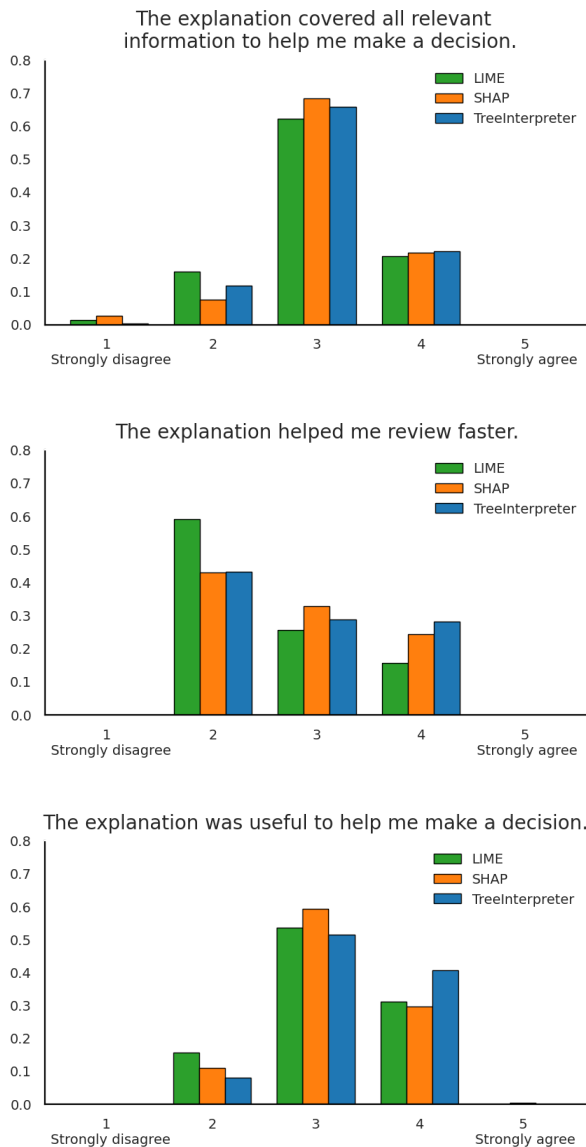 The explanation covered all relevant
information to help me make a decision.
0.8
LIME
SHAP
TreeInterpreter
0.7
0.6
0.5
0.4
0.3
0.2
0.1
0.0
1
2
3
4
5
Strongly disagree
Strongly agree
The explanation helped me review faster.
0.8
LIME
SHAP
TreeInterpreter
0.7
0.6
0.5
0.4
0.3
0.2
0.1
0.0
1
2
3
4
5
Strongly disagree
Strongly agree
The explanation was useful to help me make a decision.
0.8
LIME
SHAP
TreeInterpreter
0.7
0.6
0.5
0.4
0.3
0.2
0.1
0.0
1
2
3
4
5
Strongly disagree
Strongly agree